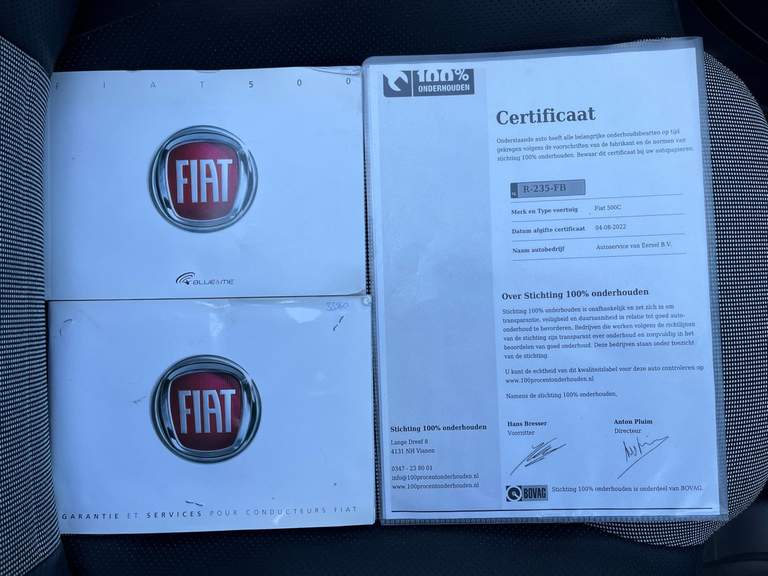 FIAT 500
FIAT
BLUE&ME
33360
FIAT
GARANTIE ET SERVICES POUR CONDUCTEURS FIAT
100%
ONDERHOUDEN
Certificaat
Onderstaande auto heeft alle belangrijke onderhoudsbeurten op tijd
gekregen volgens de voorschriften van de fabrikant en de normen van
stichting 100% onderhouden. Bewaar dit certificaat bij uw autopapieren.
NL R-235-FB
Merk en Type voertuig Fiat 500C
Datum afgifte certificaat 04-08-2022
Naam autobedrijf Autoservice van Eersel B.V.
Over Stichting 100% onderhouden
Stichting 100% onderhouden is onafhankelijk en zet zich in om
transparantie, veiligheid en duurzaamheid in relatie tot goed auto-
onderhoud te bevorderen. Bedrijven die werken volgens de richtlijnen
van de stichting zijn transparant over onderhoud en zorgvuldig in het
beoordelen van goed onderhoud. Deze bedrijven staan onder toezicht
van de stichting.
U kunt de echtheid van dit kwaliteitslabel voor deze auto controleren op
www.100procentonderhouden.nl
Namens de stichting 100% onderhouden,
Hans Bresser Anton Pluim
Voorzitter Directeur
BOVAG Stichting 100% onderhouden is onderdeel van BOVAG.
Stichting 100% onderhouden
Lange Dreef 8
4131 NH Vianen
0347 - 23 80 01
info@100procentonderhouden.nl
www.100procentonderhouden.nl